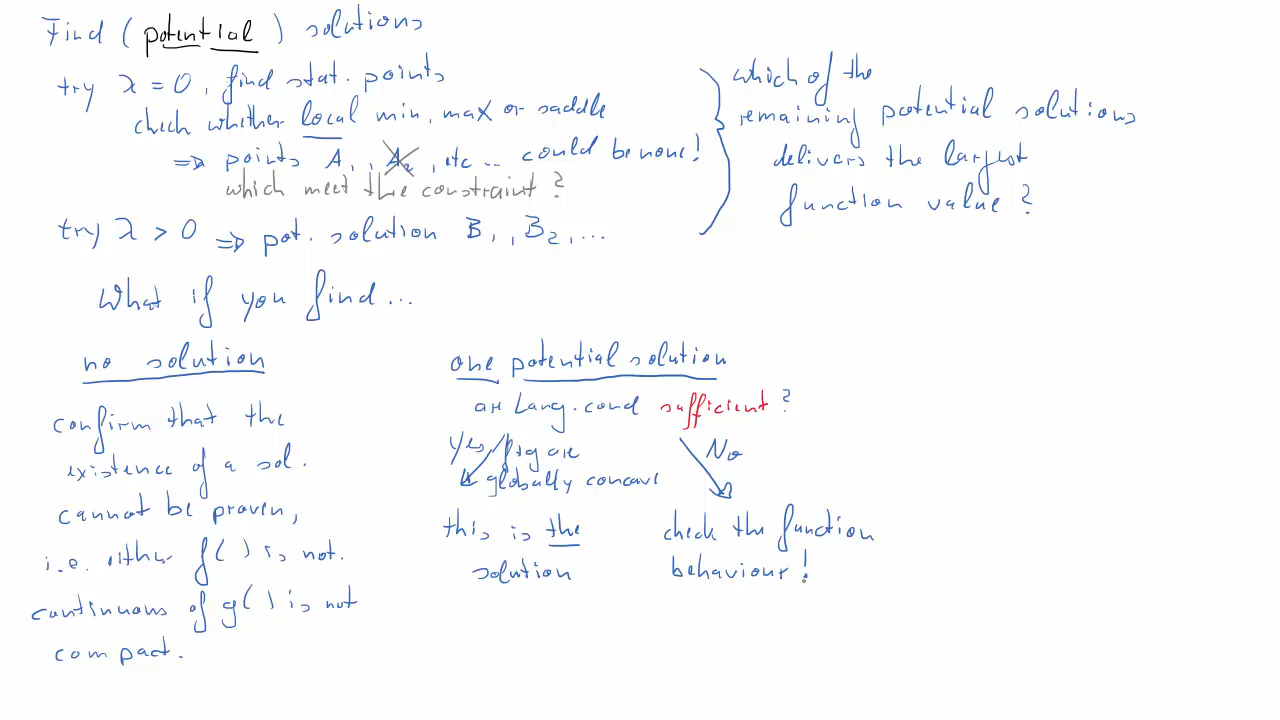 Find (potential) solutions
try λ = 0, find stat. points
check whether local min, max or saddle
⇒ points A₁, A₂, etc ... could be none!
which meet the constraint?
try λ > 0 ⇒ pot. solution B₁, B₂, ...
which of the
remaining potential solutions
delivers the largest
function value?
What if you find ...
no solution
confirm that the
existence of a sol.
cannot be proven,
i.e. either f( ) is not.
continuous of g( ) is not
compact.
one potential solution
are Lang. cond sufficient?
Yes, f, g are
globally concave
this is the
solution
No
check the function
behaviour!